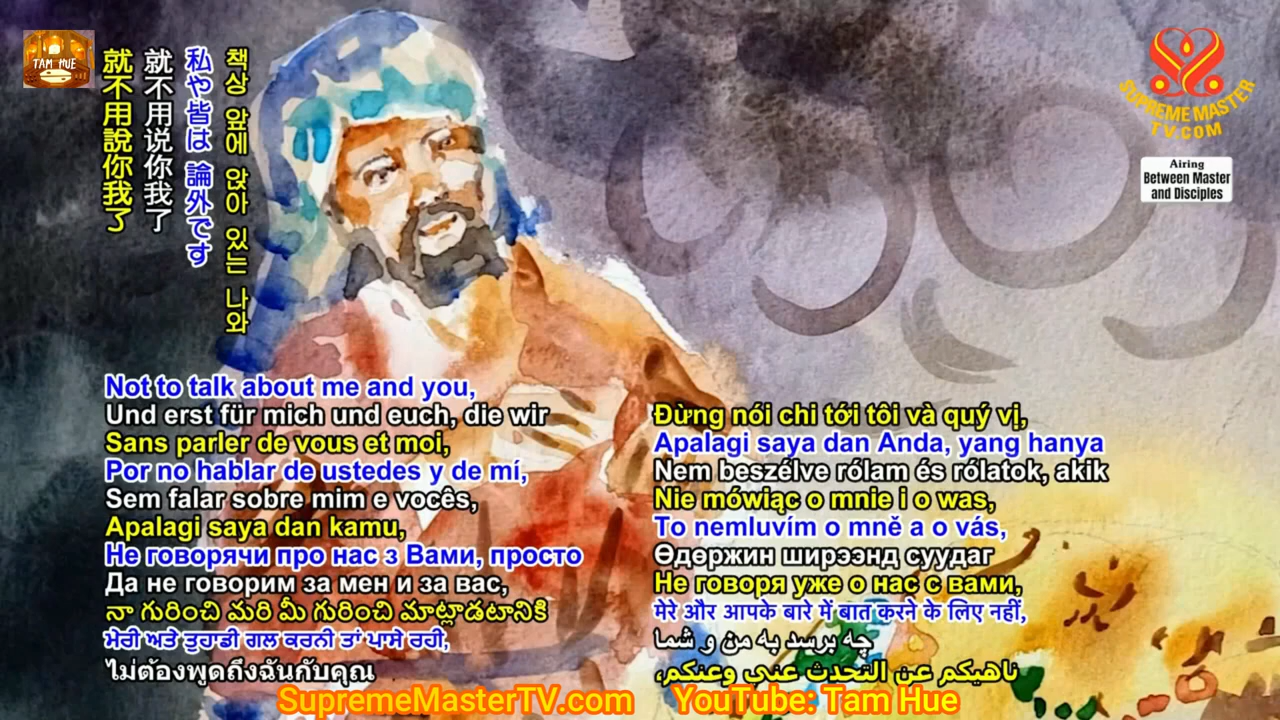 TAM HUE
就不用說你我了
就不用说你我了
私や皆は 論外です
책상 앞에 앉아 있는 나와
SUPREME MASTER
TV.COM
Airing
Between Master
and Disciples
Not to talk about me and you,
Und erst für mich und euch, die wir
Sans parler de vous et moi,
Por no hablar de ustedes y de mí,
Sem falar sobre mim e vocês,
Apalagi saya dan kamu,
Не говорячи про нас з Вами, просто
Да не говорим за мен и за вас,
నా గురించి మరి మీ గురించి మాట్లాడటానికి
ਮੇਰੀ ਅਤੇ ਤੁਹਾਡੀ ਗਲ ਕਰਨੀ ਤਾਂ ਪਾਸੇ ਰਹੀ,
ไม่ต้องพูดถึงฉันกับคุณ
Đừng nói chi tới tôi và quý vị,
Apalagi saya dan Anda, yang hanya
Nem beszélve rólam és rólatok, akik
Nie mówiąc o mnie i o was,
To nemluvím o mně a o vás,
Өдөржин ширээнд суудаг
Не говоря уже о нас с вами,
मेरे और आपके बारे में बात करने के लिए नहीं,
چه برسد به من و شما
ناهيكم عن التحدث عني وعنكم،
SupremeMasterTV.com YouTube: Tam Hue